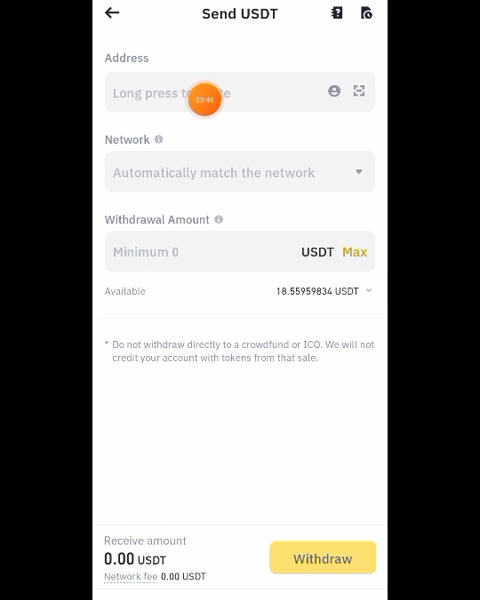 Send USDT
Address
Long press to
03:46
Network
Automatically match the network
Withdrawal Amount
Minimum 0 USDT Max
Available 18.55959834 USDT
* Do not withdraw directly to a crowdfund or ICO. We will not
credit your account with tokens from that sale.
Receive amount
0.00 USDT
Network fee 0.00 USDT
Withdraw